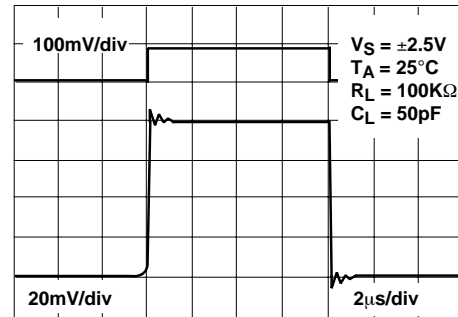 100mV/div
V_S = ±2.5V
T_A = 25°C
R_L = 100KΩ
C_L = 50pF
20mV/div
2μs/div